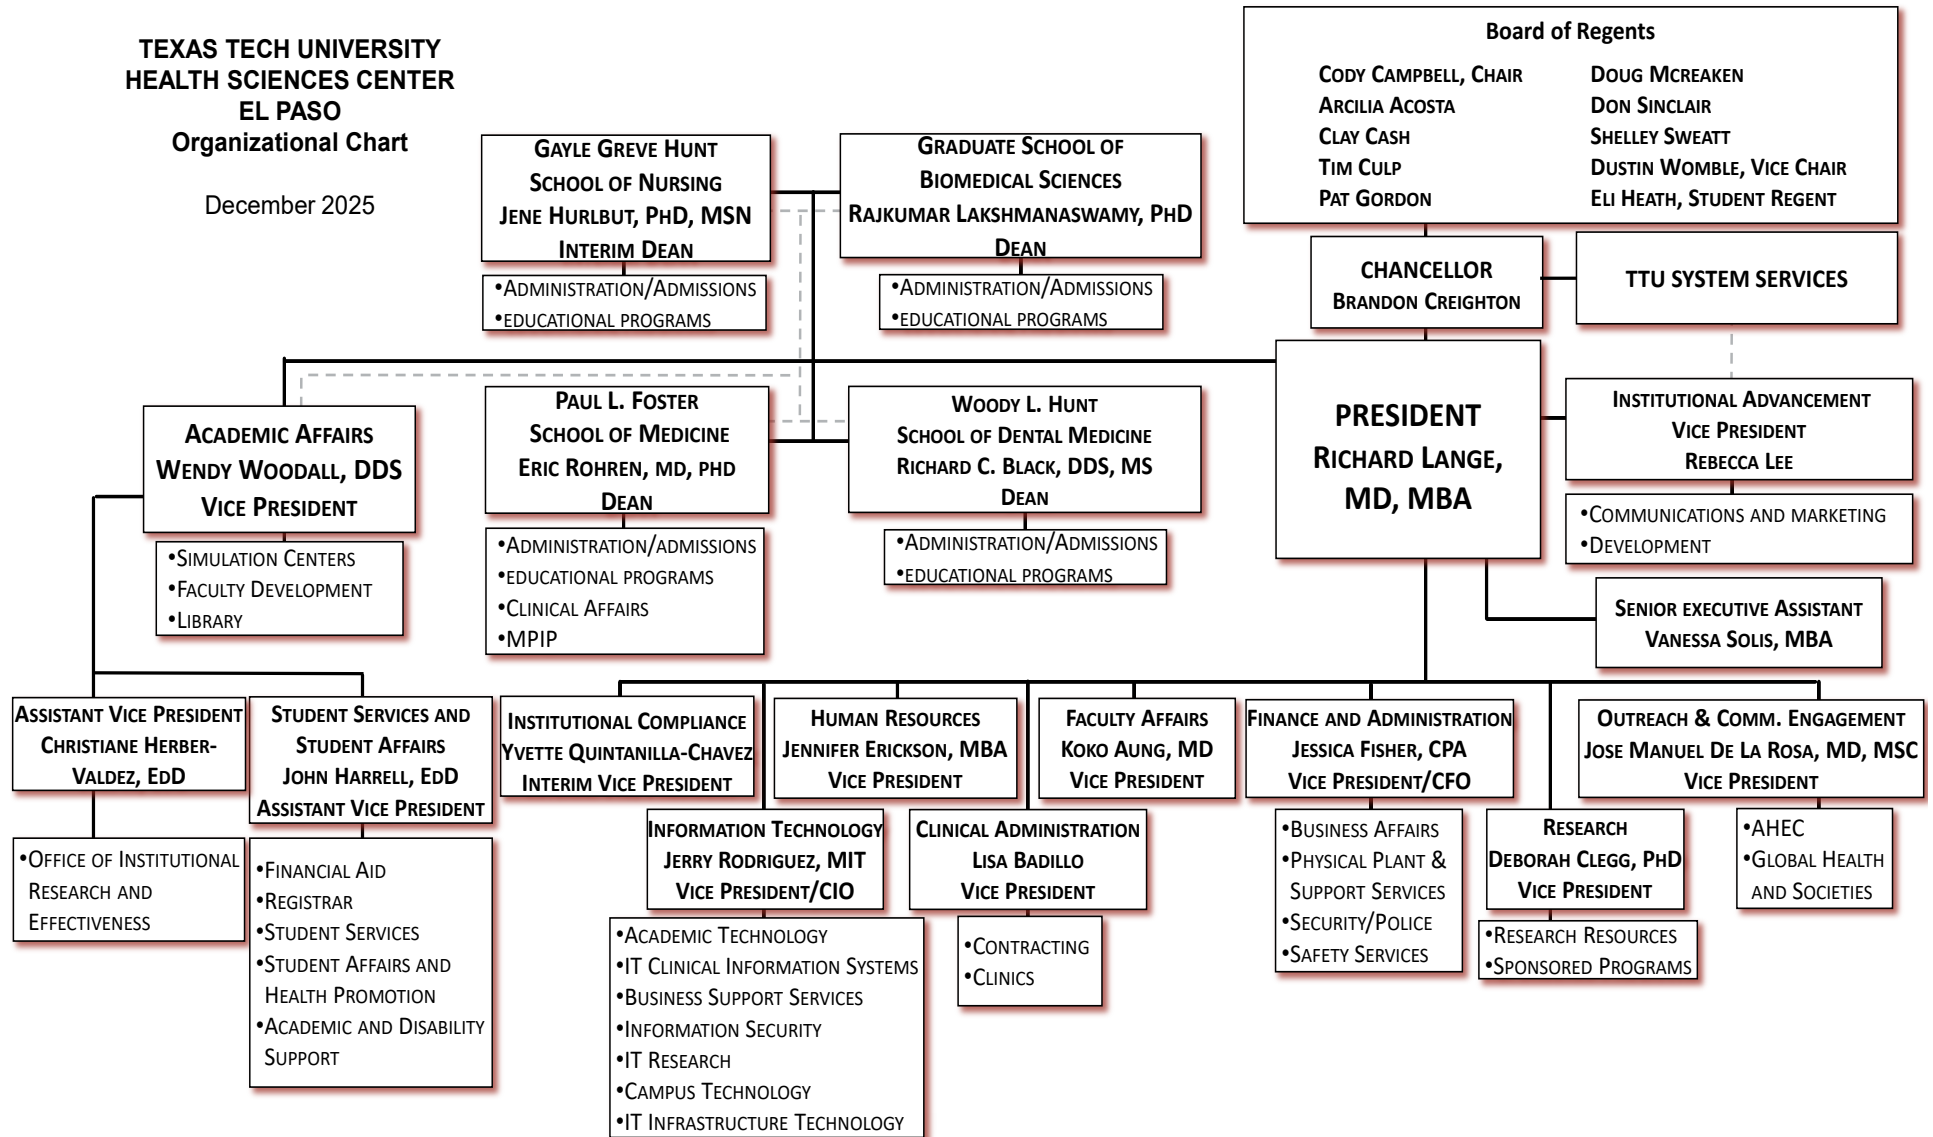 TEXAS TECH UNIVERSITY
HEALTH SCIENCES CENTER
EL PASO
Organizational Chart
December 2025
Board of Regents
CODY CAMPBELL, CHAIR
ARCILIA ACOSTA
CLAY CASH
TIM CULP
PAT GORDON
DOUG MCREAKEN
DON SINCLAIR
SHELLEY SWEATT
DUSTIN WOMBLE, VICE CHAIR
ELI HEATH, STUDENT REGENT
GAYLE GREVE HUNT
SCHOOL OF NURSING
JENE HURLBUT, PHD, MSN
INTERIM DEAN
•ADMINISTRATION/ADMISSIONS
•EDUCATIONAL PROGRAMS
GRADUATE SCHOOL OF
BIOMEDICAL SCIENCES
RAJKUMAR LAKSHMANASWAMY, PHD
DEAN
•ADMINISTRATION/ADMISSIONS
•EDUCATIONAL PROGRAMS
CHANCELLOR
BRANDON CREIGHTON
TTU SYSTEM SERVICES
PRESIDENT
RICHARD LANGE,
MD, MBA
INSTITUTIONAL ADVANCEMENT
VICE PRESIDENT
REBECCA LEE
•COMMUNICATIONS AND MARKETING
•DEVELOPMENT
SENIOR EXECUTIVE ASSISTANT
VANESSA SOLIS, MBA
ACADEMIC AFFAIRS
WENDY WOODALL, DDS
VICE PRESIDENT
•SIMULATION CENTERS
•FACULTY DEVELOPMENT
•LIBRARY
PAUL L. FOSTER
SCHOOL OF MEDICINE
ERIC ROHREN, MD, PHD
DEAN
•ADMINISTRATION/ADMISSIONS
•EDUCATIONAL PROGRAMS
•CLINICAL AFFAIRS
•MPIP
WOODY L. HUNT
SCHOOL OF DENTAL MEDICINE
RICHARD C. BLACK, DDS, MS
DEAN
•ADMINISTRATION/ADMISSIONS
•EDUCATIONAL PROGRAMS
ASSISTANT VICE PRESIDENT
CHRISTIANE HERBER-
VALDEZ, EDD
•OFFICE OF INSTITUTIONAL
RESEARCH AND
EFFECTIVENESS
STUDENT SERVICES AND
STUDENT AFFAIRS
JOHN HARRELL, EDD
ASSISTANT VICE PRESIDENT
•FINANCIAL AID
•REGISTRAR
•STUDENT SERVICES
•STUDENT AFFAIRS AND
HEALTH PROMOTION
•ACADEMIC AND DISABILITY
SUPPORT
INSTITUTIONAL COMPLIANCE
YVETTE QUINTANILLA-CHAVEZ
INTERIM VICE PRESIDENT
INFORMATION TECHNOLOGY
JERRY RODRIGUEZ, MIT
VICE PRESIDENT/CIO
•ACADEMIC TECHNOLOGY
•IT CLINICAL INFORMATION SYSTEMS
•BUSINESS SUPPORT SERVICES
•INFORMATION SECURITY
•IT RESEARCH
•CAMPUS TECHNOLOGY
•IT INFRASTRUCTURE TECHNOLOGY
HUMAN RESOURCES
JENNIFER ERICKSON, MBA
VICE PRESIDENT
CLINICAL ADMINISTRATION
LISA BADILLO
VICE PRESIDENT
•CONTRACTING
•CLINICS
FACULTY AFFAIRS
KOKO AUNG, MD
VICE PRESIDENT
FINANCE AND ADMINISTRATION
JESSICA FISHER, CPA
VICE PRESIDENT/CFO
•BUSINESS AFFAIRS
•PHYSICAL PLANT &
SUPPORT SERVICES
•SECURITY/POLICE
•SAFETY SERVICES
RESEARCH
DEBORAH CLEGG, PHD
VICE PRESIDENT
•RESEARCH RESOURCES
•SPONSORED PROGRAMS
OUTREACH & COMM. ENGAGEMENT
JOSE MANUEL DE LA ROSA, MD, MSC
VICE PRESIDENT
•AHEC
•GLOBAL HEALTH
AND SOCIETIES